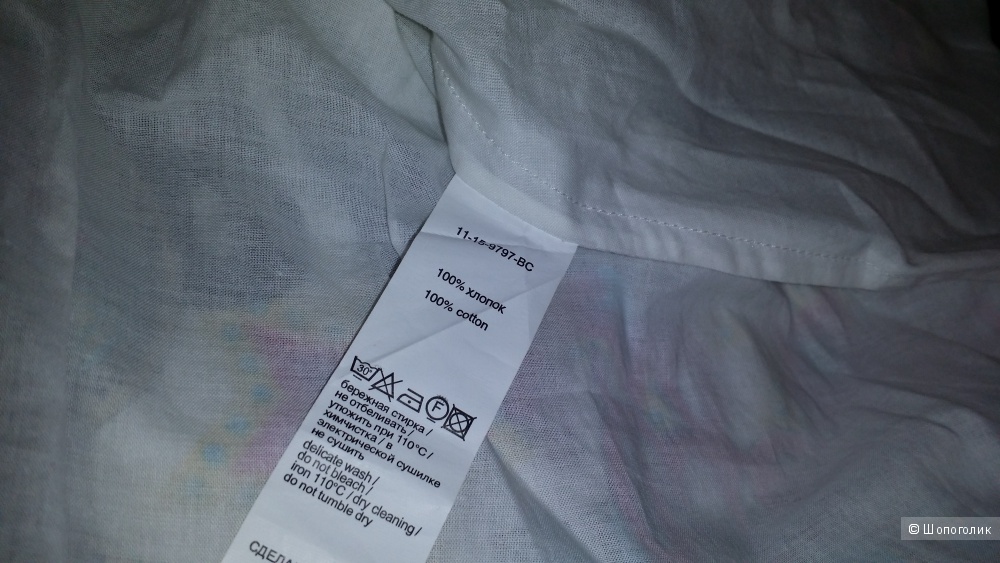 11-15-9797-BC
100% хлопок
100% cotton
30°
F
бережная стирка /
не отбеливать /
утюжить при 110°C /
химчистка / в
электрической сушилке
не сушить
delicate wash /
do not bleach /
iron 110°C / dry cleaning /
do not tumble dry
СДЕЛА
© Шопоголик